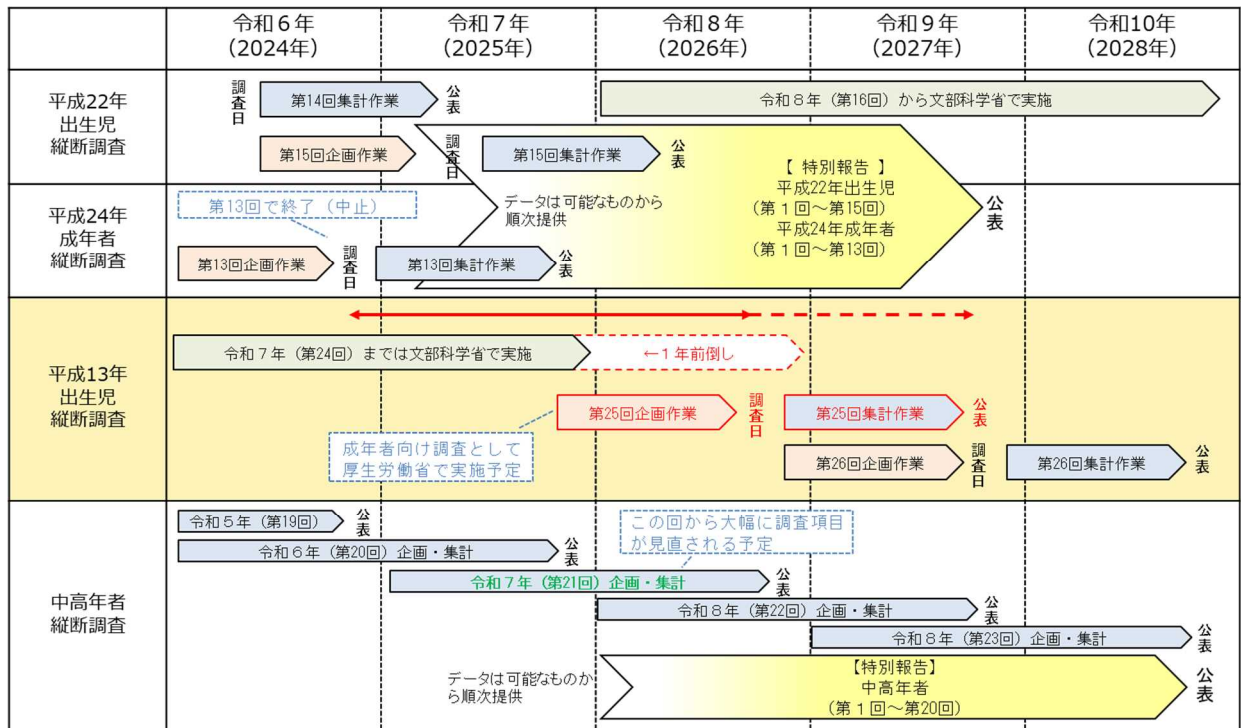 令和６年
（2024年）
令和７年
（2025年）
令和８年
（2026年）
令和９年
（2027年）
令和10年
（2028年）
平成22年
出生児
縦断調査
調査日
第14回集計作業
公表
令和８年（第16回）から文部科学省で実施
第15回企画作業
調査日
第15回集計作業
公表
【 特別報告 】
平成22年出生児
（第１回～第15回）
平成24年成年者
（第１回～第13回）
公表
データは可能なものから
順次提供
平成24年
成年者
縦断調査
第13回で終了（中止）
第13回企画作業
調査日
第13回集計作業
公表
平成13年
出生児
縦断調査
令和７年（第24回）までは文部科学省で実施
←１年前倒し
第25回企画作業
調査日
第25回集計作業
公表
成年者向け調査として
厚生労働省で実施予定
第26回企画作業
調査日
第26回集計作業
公表
中高年者
縦断調査
令和５年（第19回）
公表
令和６年（第20回）企画・集計
公表
この回から大幅に調査項目
が見直される予定
令和７年（第21回）企画・集計
公表
令和８年（第22回）企画・集計
公表
令和８年（第23回）企画・集計
公表
データは可能なものか
ら順次提供
【特別報告】
中高年者
（第１回～第20回）
公表